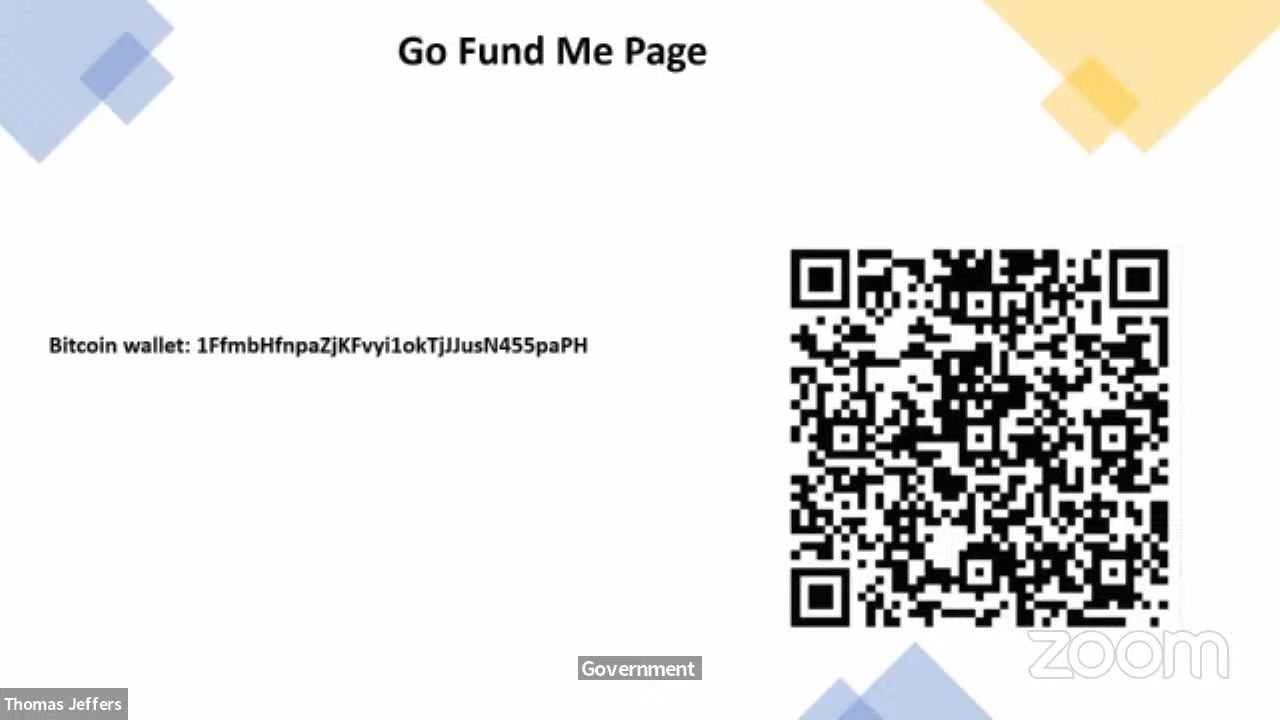 Go Fund Me Page
Bitcoin wallet: 1FfmbHfnpaZjKFvyi1okTjJJusN455paPH
zoom
Government
Thomas Jeffers